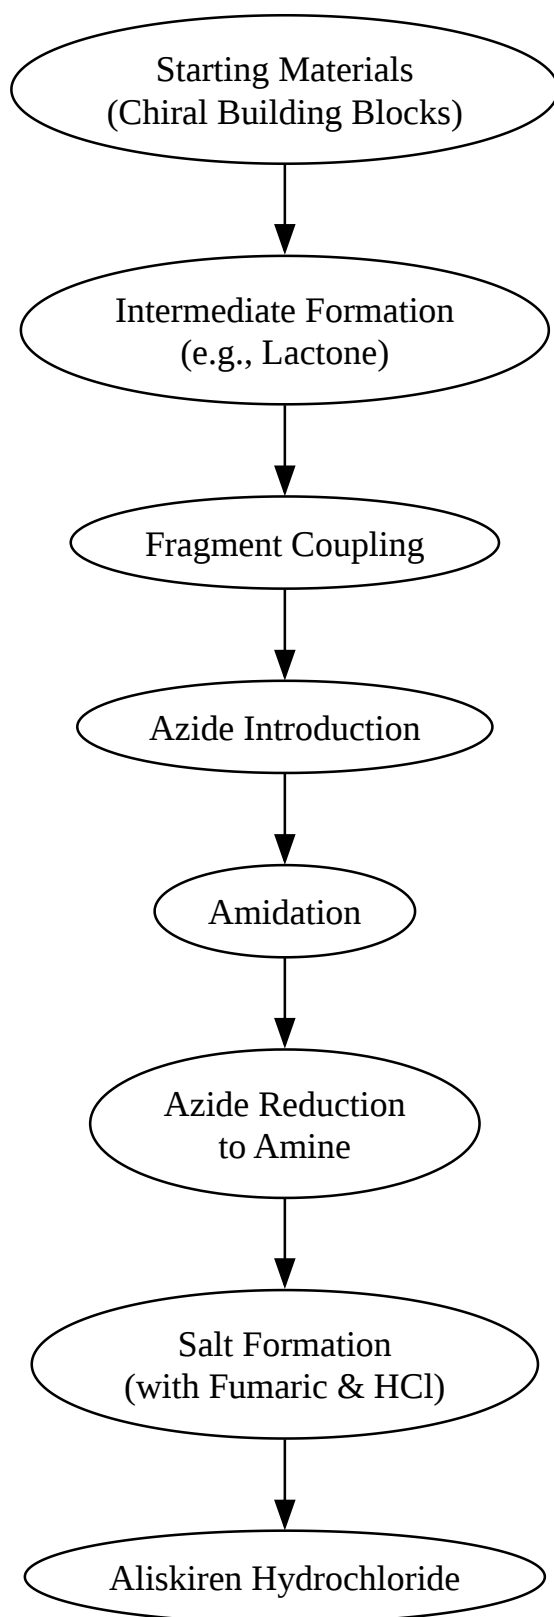 Starting Materials
(Chiral Building Blocks)
Intermediate Formation
(e.g., Lactone)
Fragment Coupling
Azide Introduction
Amidation
Azide Reduction
to Amine
Salt Formation
(with Fumaric & HCl)
Aliskiren Hydrochloride